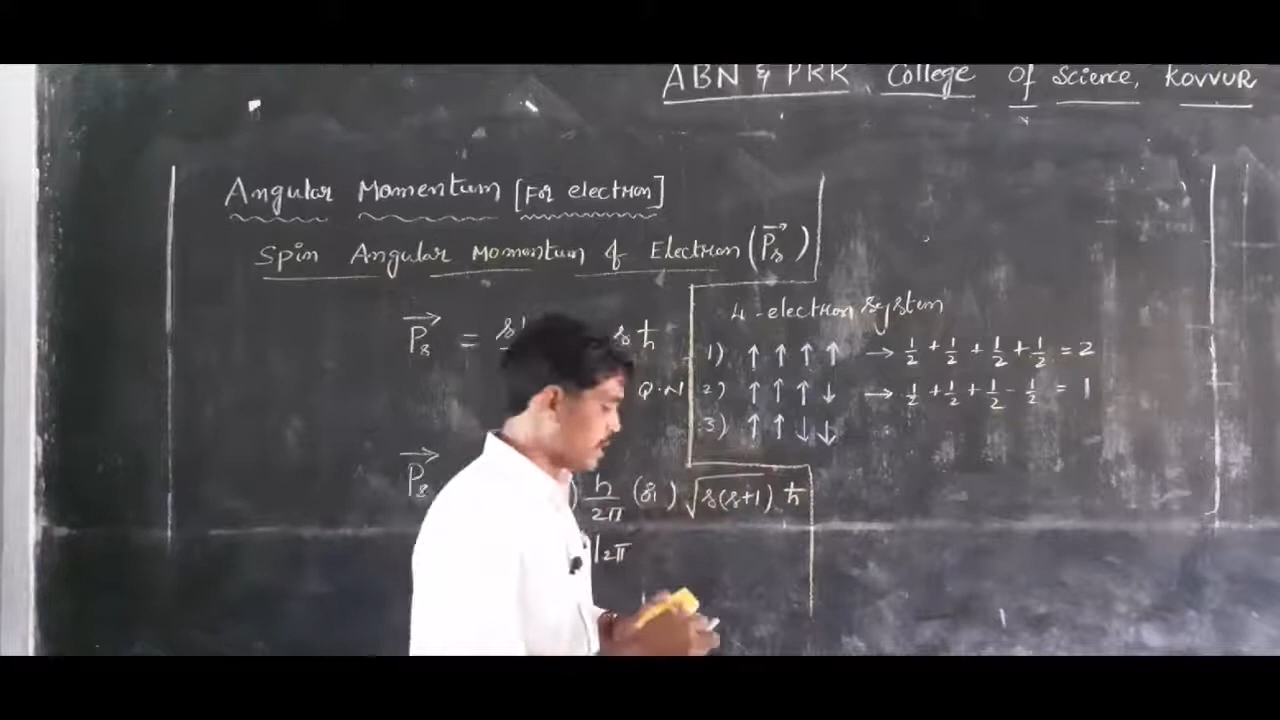 ABN & PRR College of Science, KOVVUR
Angular Momentum [For electron]
Spin Angular Momentum of Electron (P⃗s)
P⃗s = s ħ
Q.N
P⃗s ) h/2π (or) √s(s+1) ħ
|2π
4-electron system
1) ↑ ↑ ↑ ↑ → 1/2 + 1/2 + 1/2 + 1/2 = 2
2) ↑ ↑ ↑ ↓ → 1/2 + 1/2 + 1/2 - 1/2 = 1
3) ↑ ↑ ↓ ↓